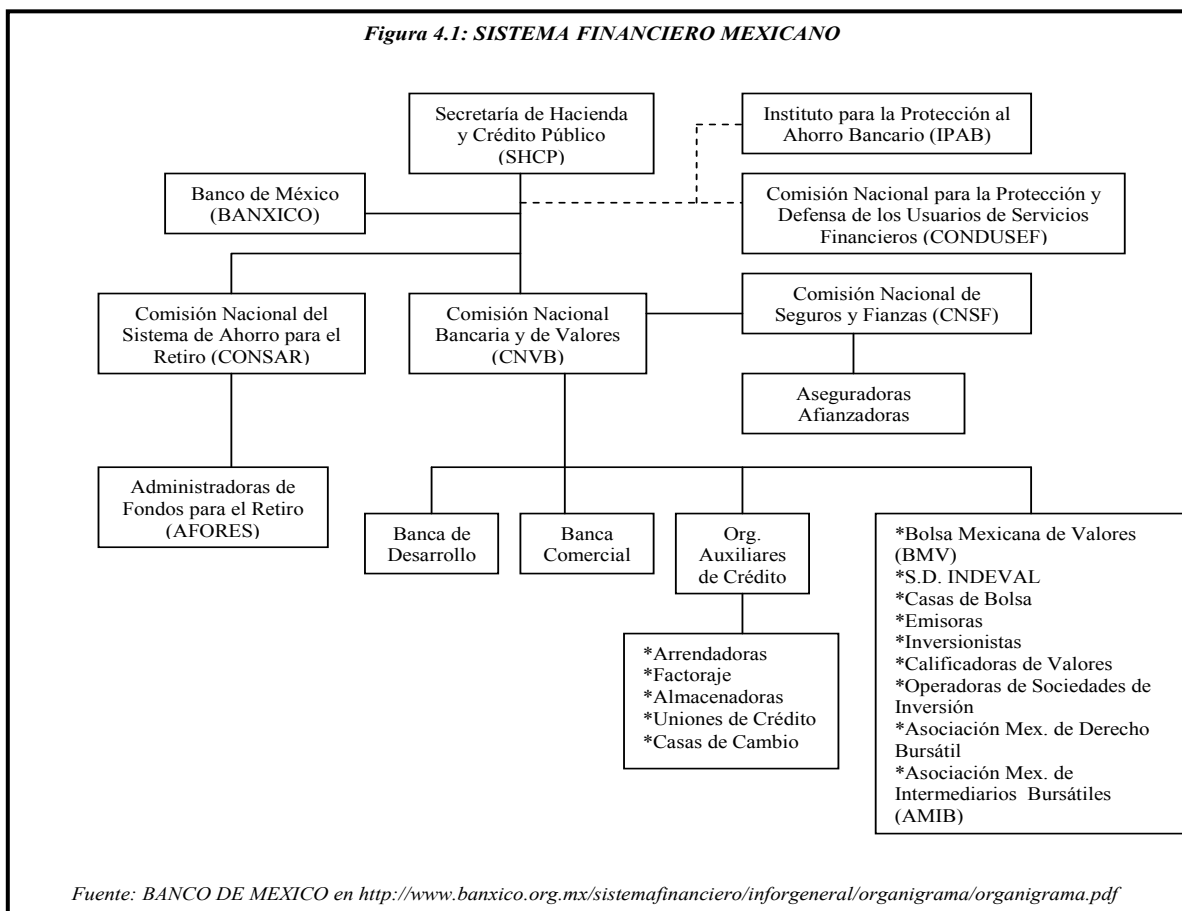 Figura 4.1: SISTEMA FINANCIERO MEXICANO
Secretaría de Hacienda
y Crédito Público
(SHCP)
Instituto para la Protección al
Ahorro Bancario (IPAB)
Banco de México
(BANXICO)
Comisión Nacional para la Protección y
Defensa de los Usuarios de Servicios
Financieros (CONDUSEF)
Comisión Nacional del
Sistema de Ahorro para el
Retiro (CONSAR)
Comisión Nacional
Bancaria y de Valores
(CNVB)
Comisión Nacional de
Seguros y Fianzas (CNSF)
Aseguradoras
Afianzadoras
Administradoras de
Fondos para el Retiro
(AFORES)
Banca de
Desarrollo
Banca
Comercial
Org.
Auxiliares
de Crédito
*Arrendadoras
*Factoraje
*Almacenadoras
*Uniones de Crédito
*Casas de Cambio
*Bolsa Mexicana de Valores
(BMV)
*S.D. INDEVAL
*Casas de Bolsa
*Emisoras
*Inversionistas
*Calificadoras de Valores
*Operadoras de Sociedades de
Inversión
*Asociación Mex. de Derecho
Bursátil
*Asociación Mex. de
Intermediarios Bursátiles
(AMIB)
Fuente: BANCO DE MEXICO en http://www.banxico.org.mx/sistemafinanciero/inforgeneral/organigrama/organigrama.pdf